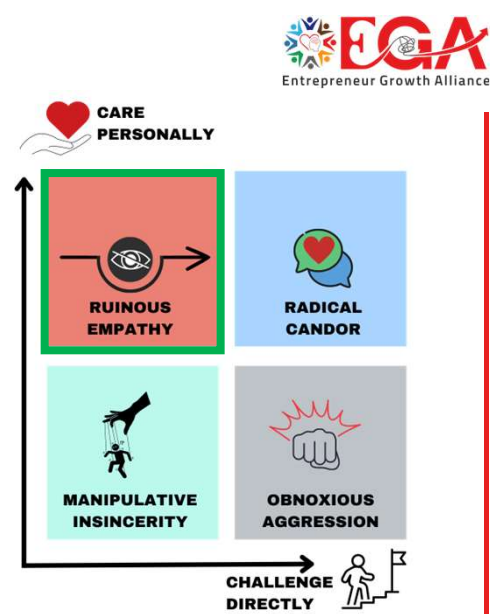 EGA
Entrepreneur Growth Alliance
CARE
PERSONALLY
RUINOUS
EMPATHY
RADICAL
CANDOR
MANIPULATIVE
INSINCERITY
OBNOXIOUS
AGGRESSION
CHALLENGE
DIRECTLY